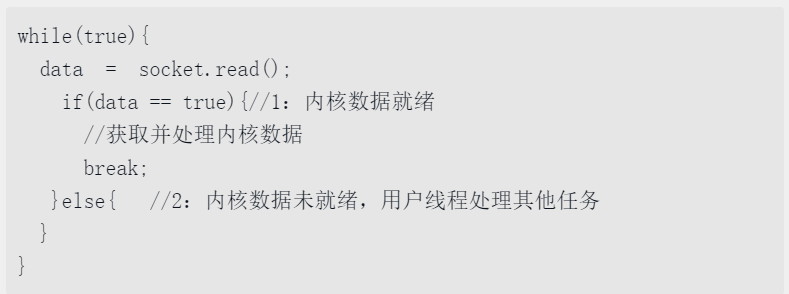 while(true){
data = socket.read();
if(data == true){//1：内核数据就绪
//获取并处理内核数据
break;
}else{ //2：内核数据未就绪，用户线程处理其他任务
}
}